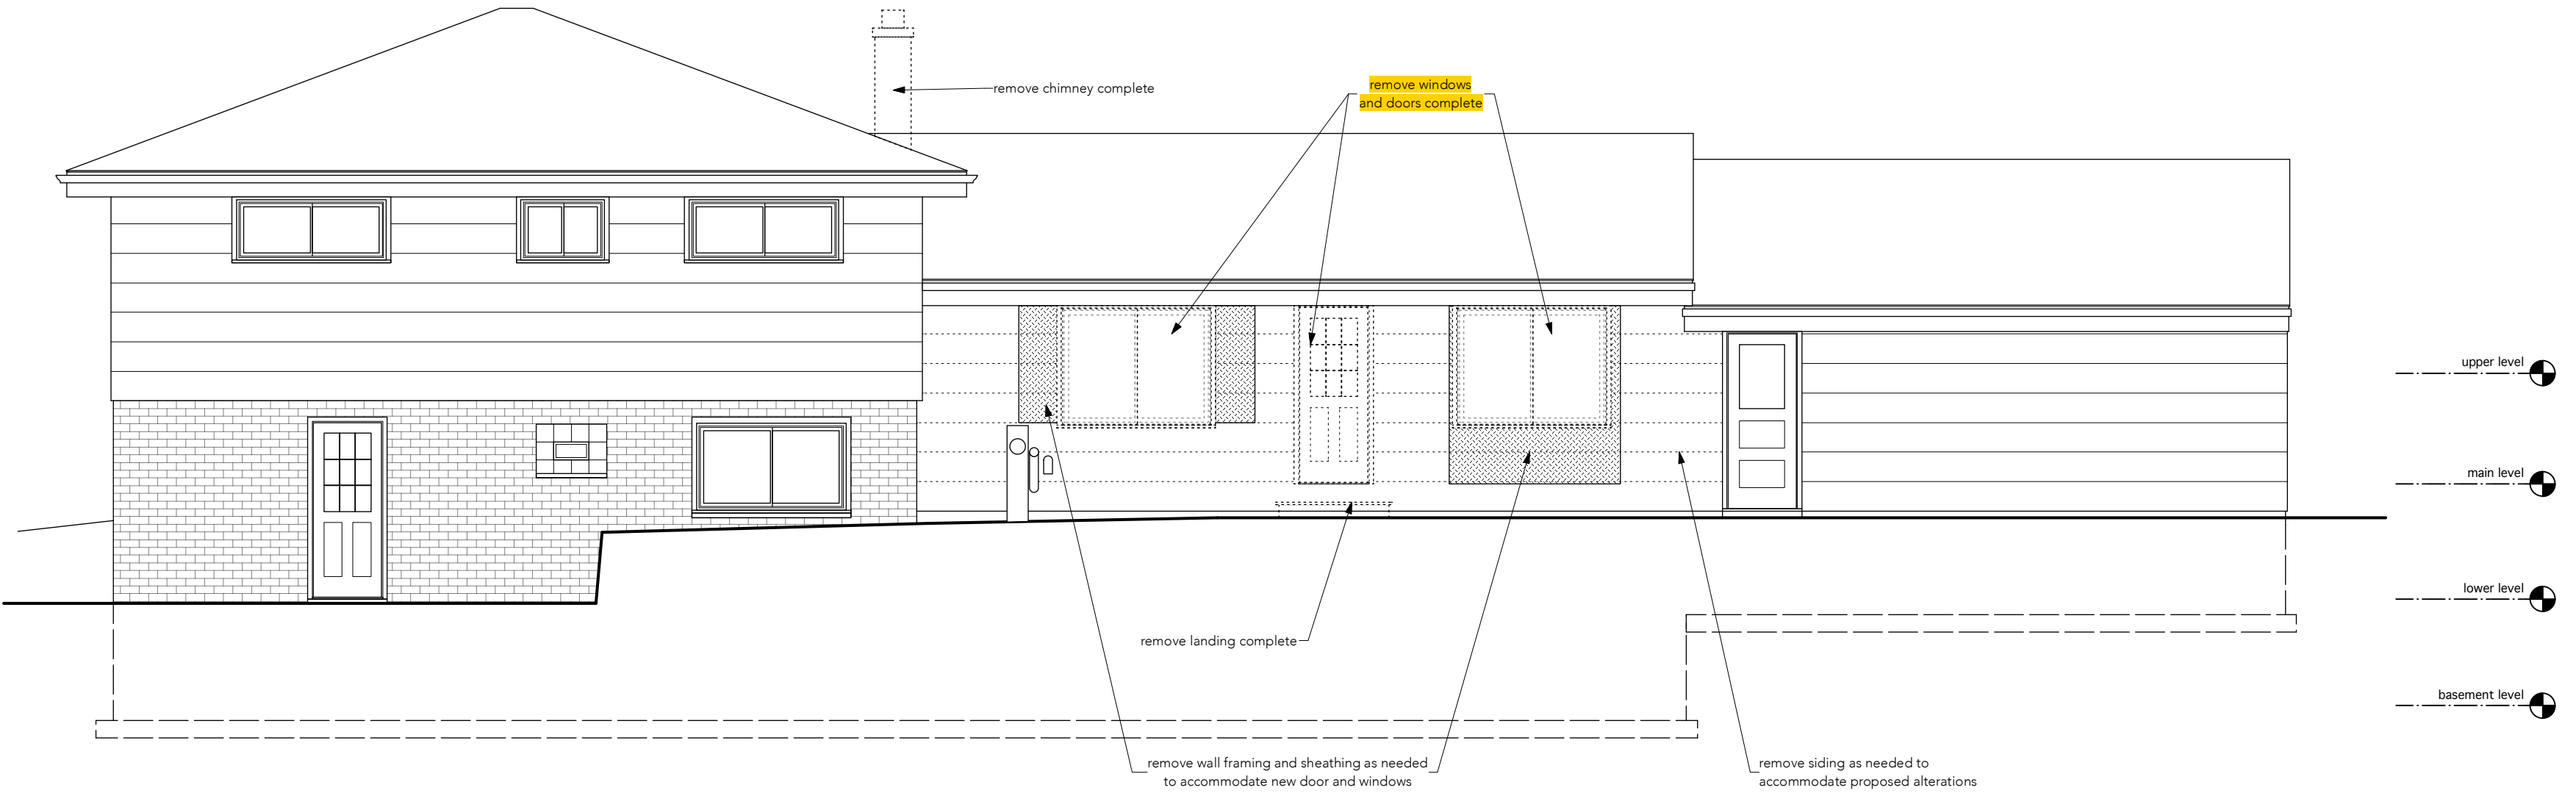 remove chimney complete
remove windows
and doors complete
upper level
main level
lower level
remove landing complete
basement level
remove wall framing and sheathing as needed
to accommodate new door and windows
remove siding as needed to
accommodate proposed alterations